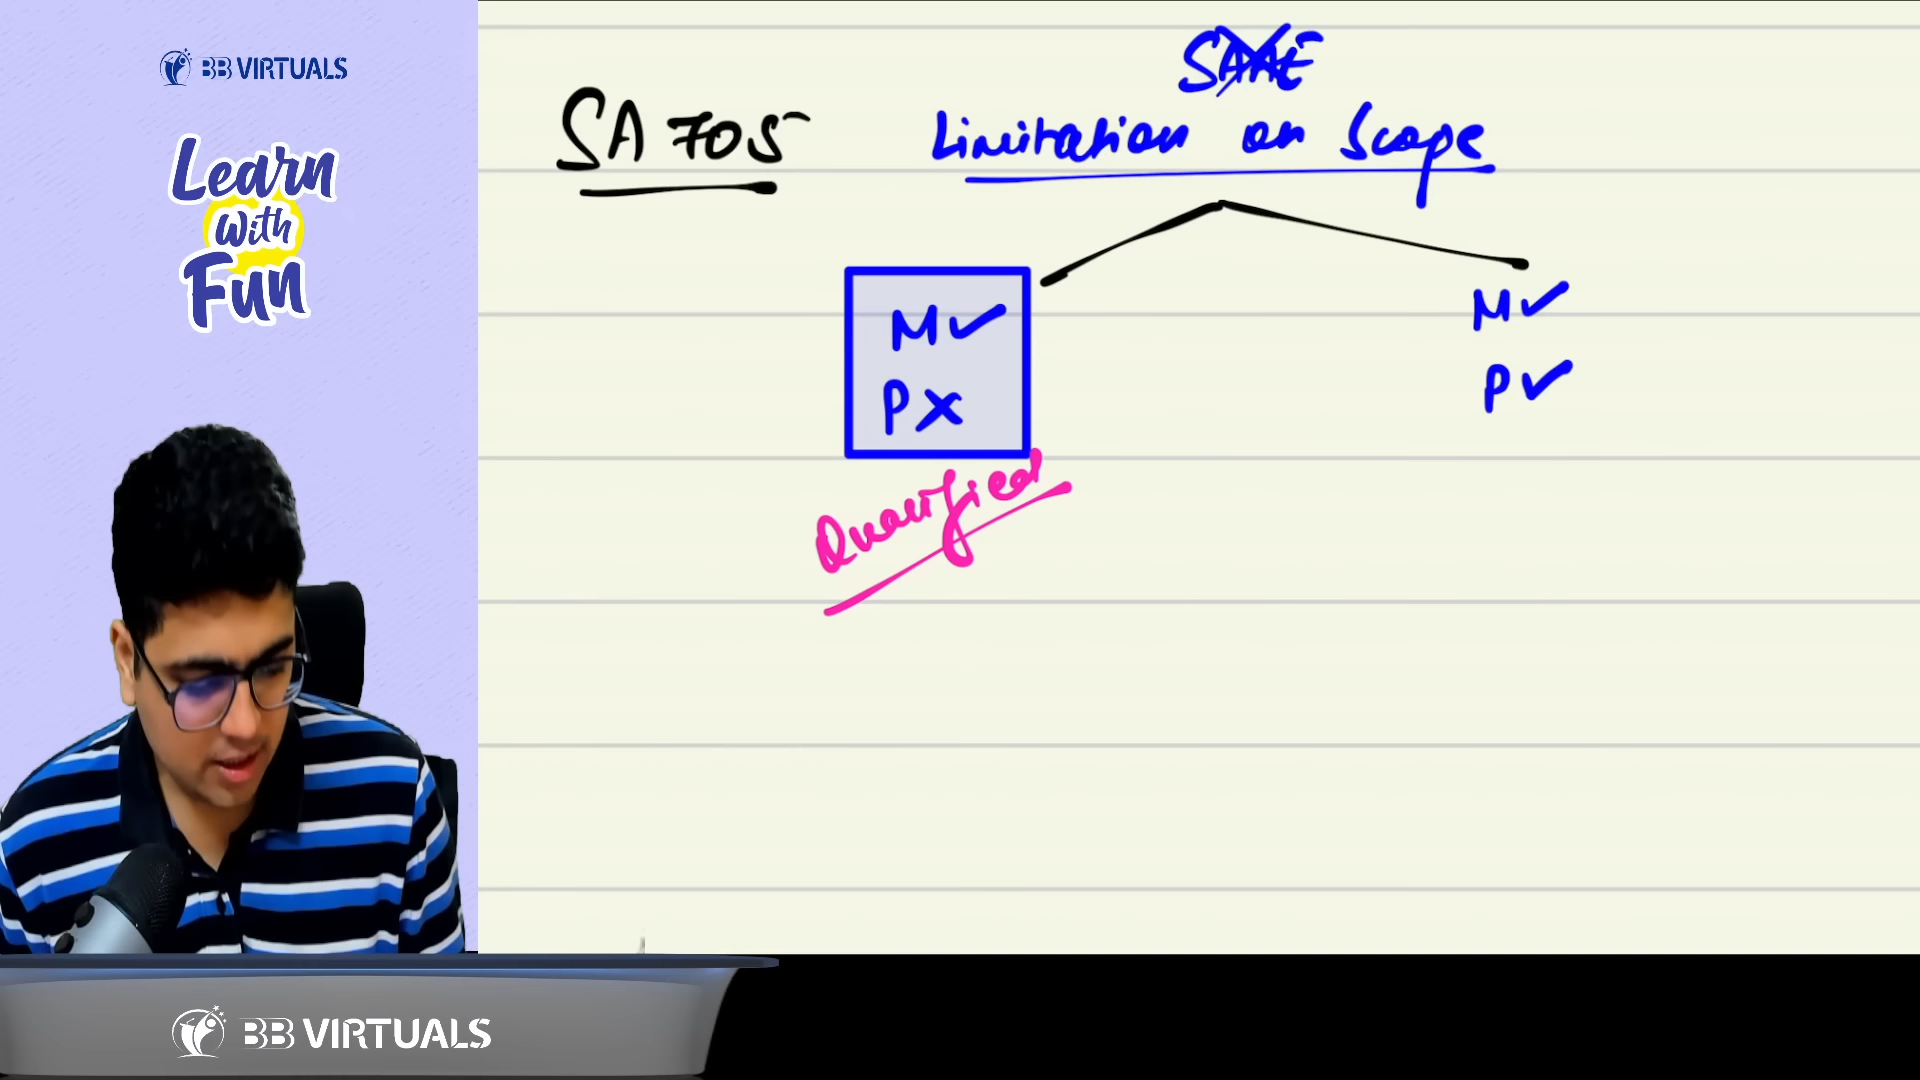 BB VIRTUALS
Learn
With
Fun
SAAE
SA 705
Limitation on Scope
M✓
P×
Qualified
M✓
P✓
BB VIRTUALS